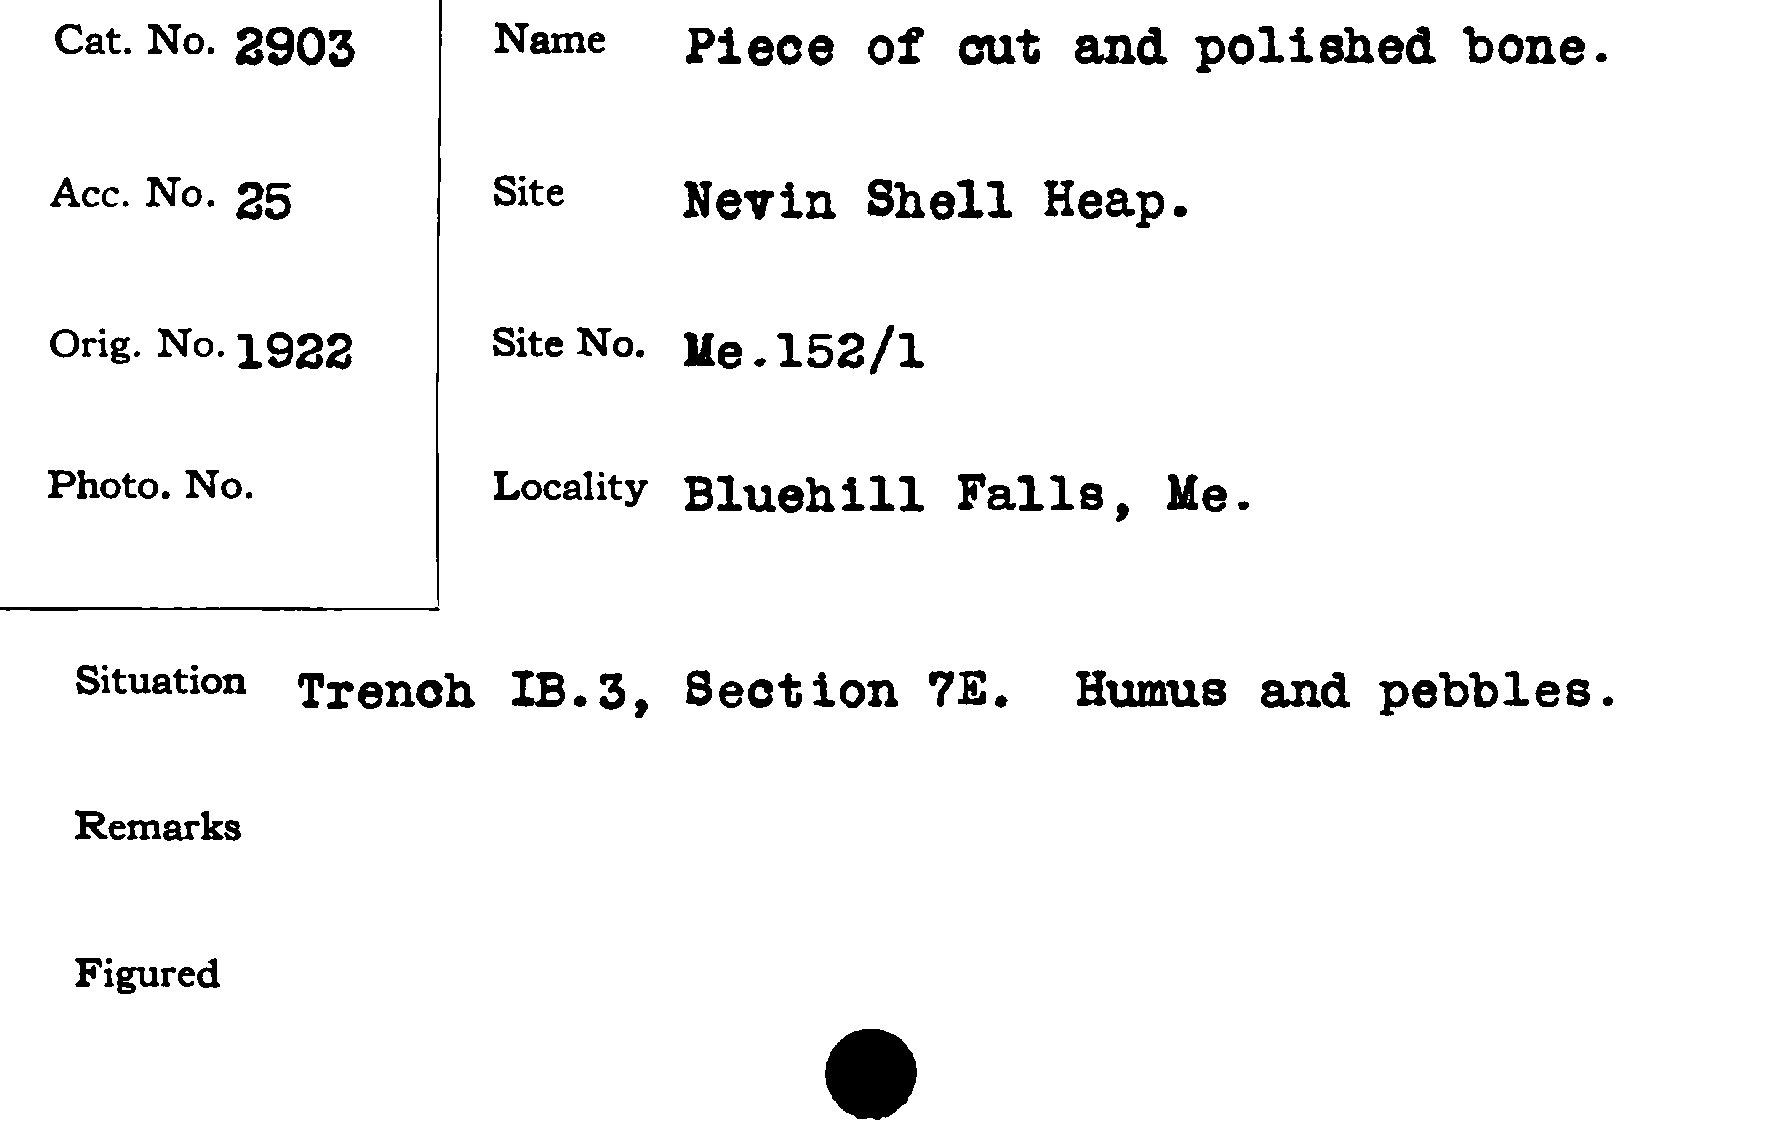 Cat. No. 2903
Name Piece of cut and polished bone.
Acc. No. 25
Site Nevin Shell Heap.
Orig. No. 1922
Site No. Me.152/1
Photo. No.
Locality Bluehill Falls, Me.
Situation Trench IB.3, Section 7E. Humus and pebbles.
Remarks
Figured